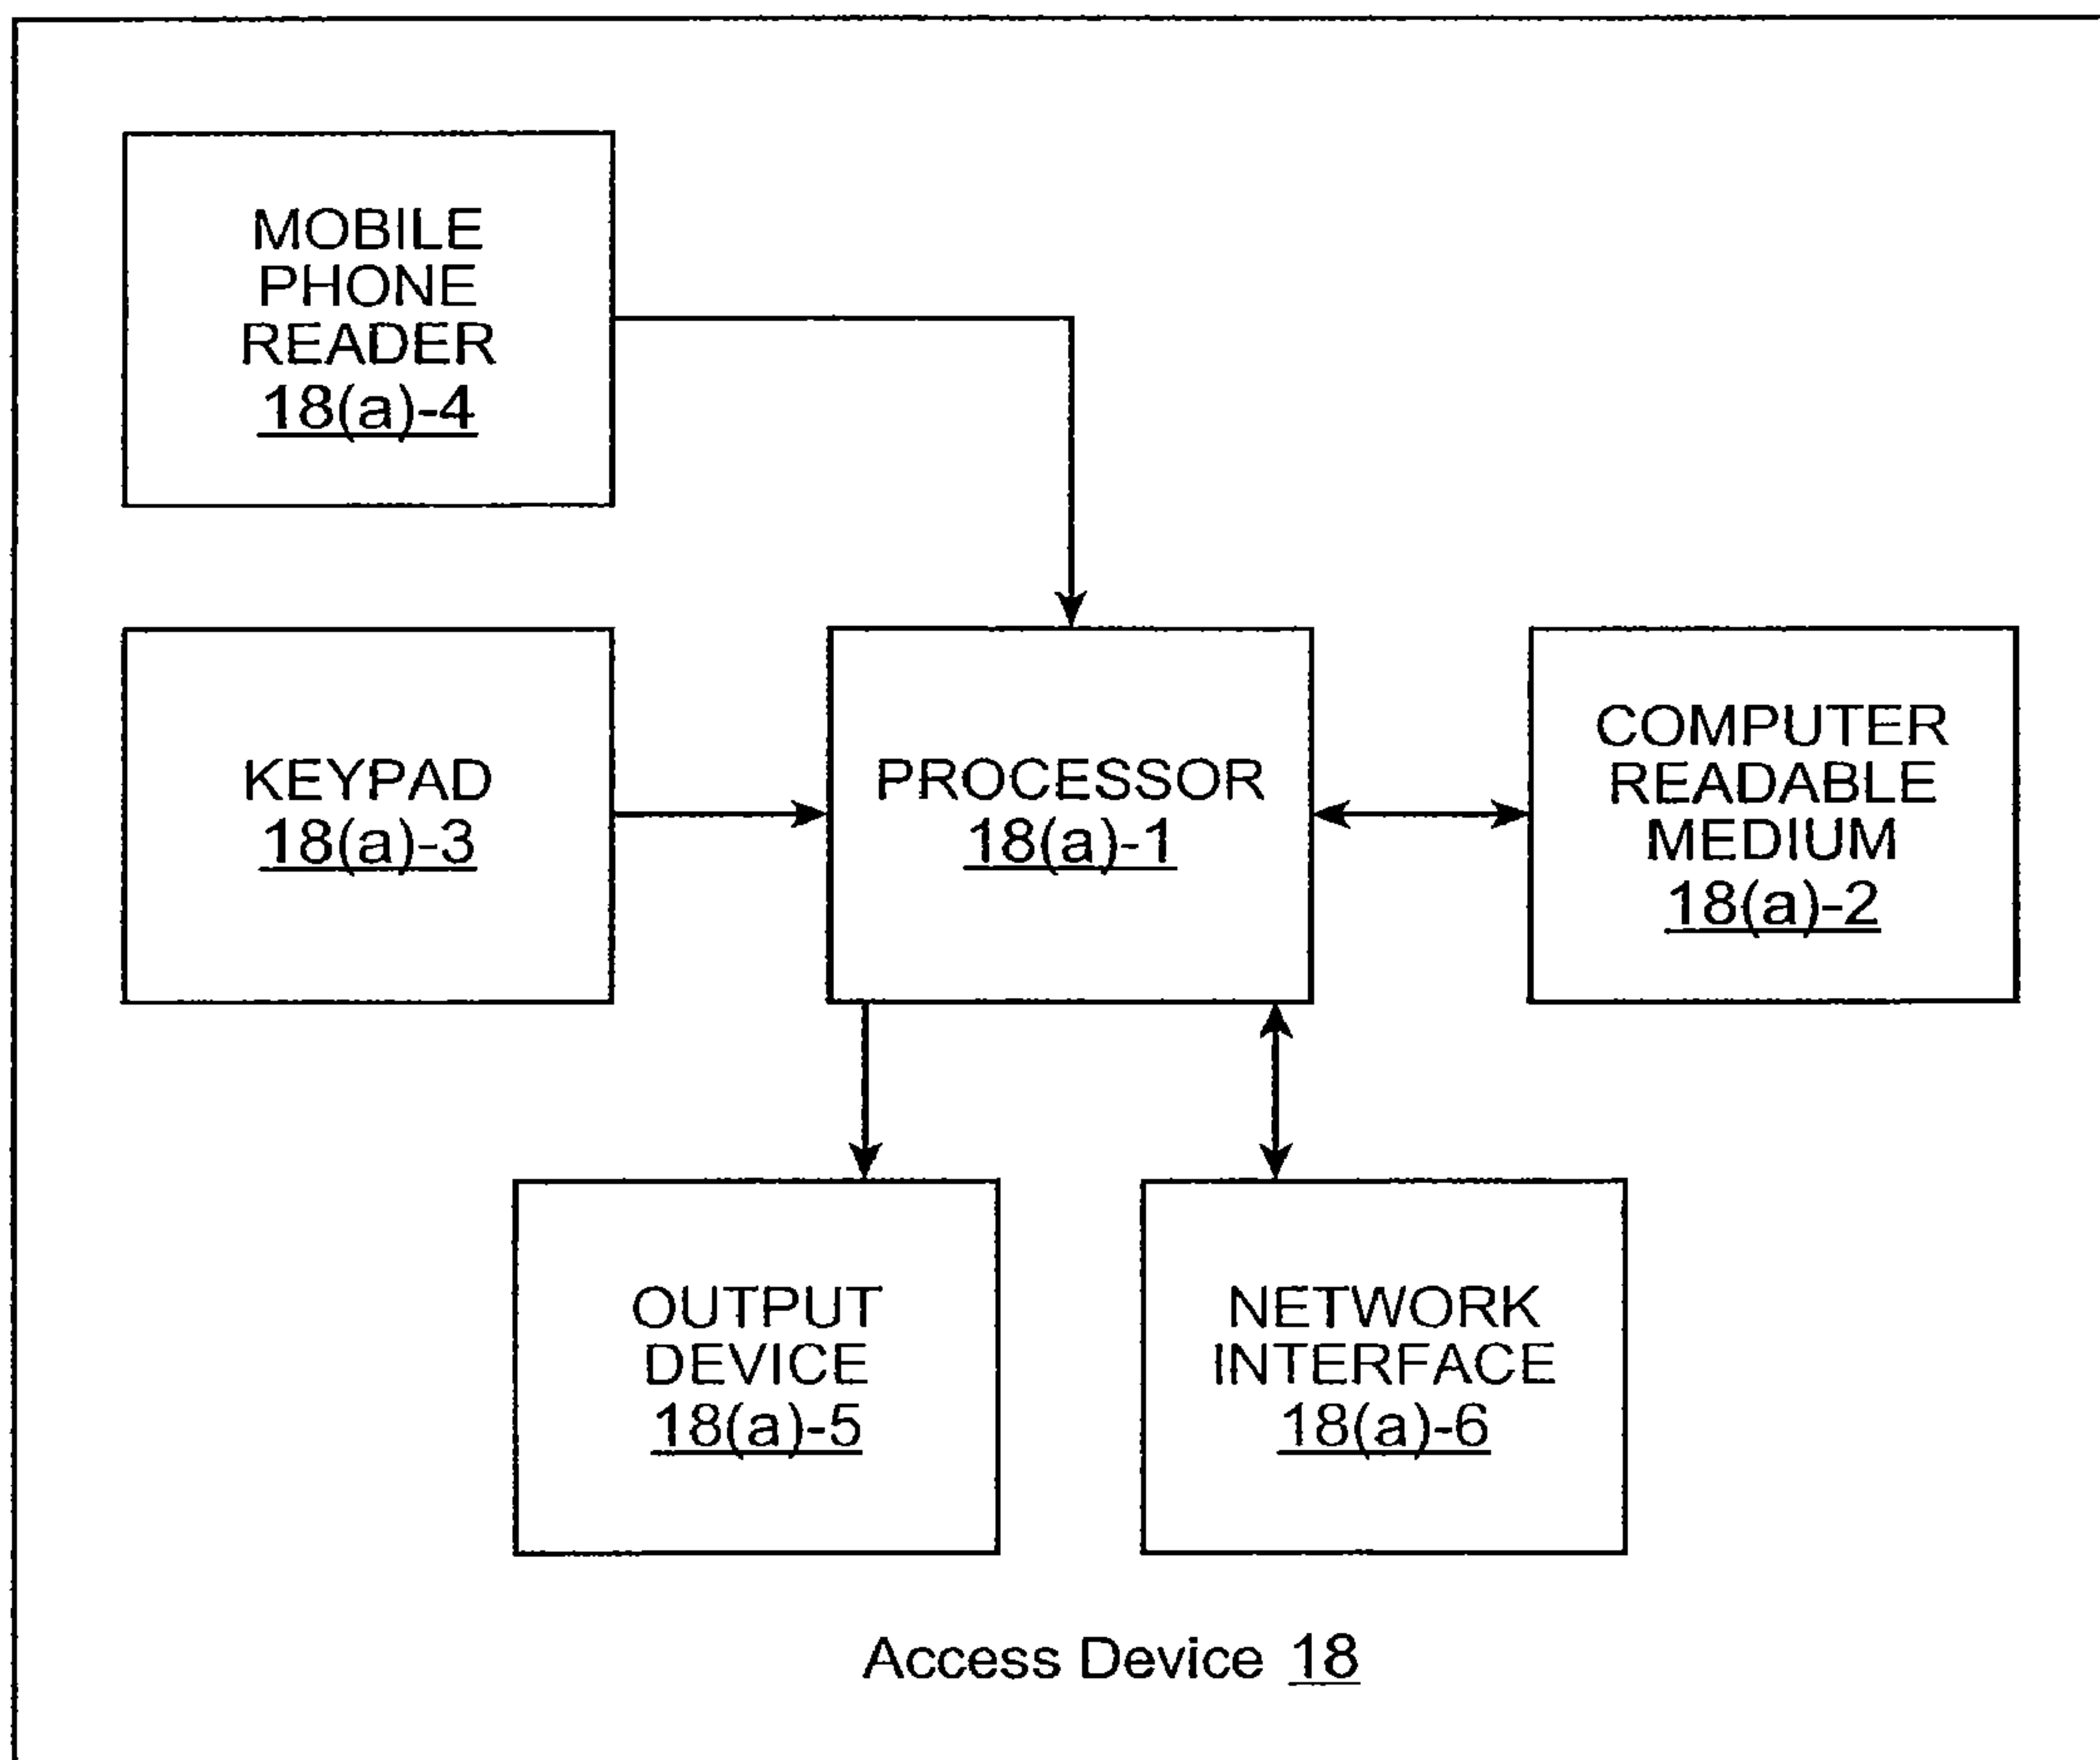 MOBILE
PHONE
READER
18(a)-4
KEYPAD
18(a)-3
PROCESSOR
18(a)-1
COMPUTER
READABLE
MEDIUM
18(a)-2
OUTPUT
DEVICE
18(a)-5
NETWORK
INTERFACE
18(a)-6
Access Device 18